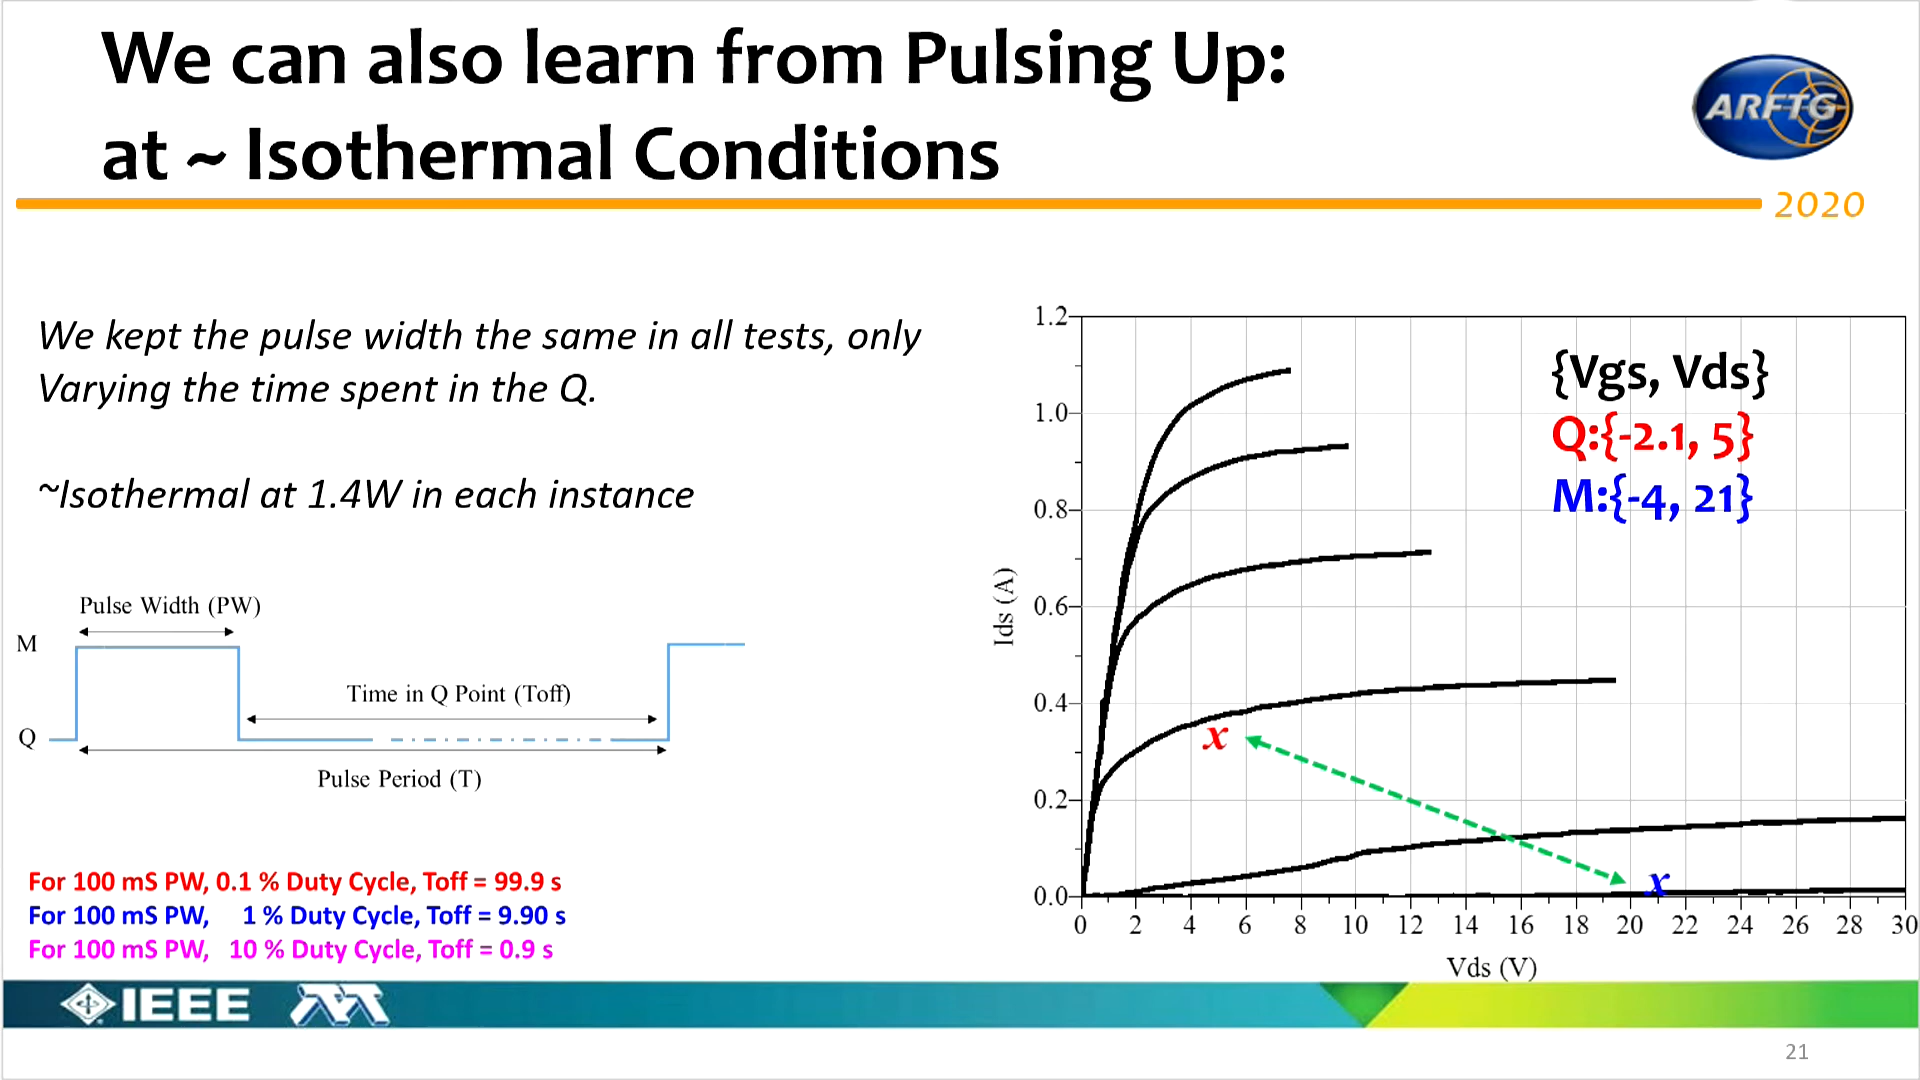 We can also learn from Pulsing Up:
at ~ Isothermal Conditions
ARFTG
2020
We kept the pulse width the same in all tests, only
Varying the time spent in the Q.
~Isothermal at 1.4W in each instance
Pulse Width (PW)
M
Time in Q Point (Toff)
Q
Pulse Period (T)
For 100 mS PW, 0.1 % Duty Cycle, Toff = 99.9 s
For 100 mS PW, 1 % Duty Cycle, Toff = 9.90 s
For 100 mS PW, 10 % Duty Cycle, Toff = 0.9 s
{Vgs, Vds}
Q:{-2.1, 5}
M:{-4, 21}
1.2
1.0
0.8
0.6
0.4
0.2
0.0
Ids (A)
x
x
0 2 4 6 8 10 12 14 16 18 20 22 24 26 28 30
Vds (V)
IEEE
21